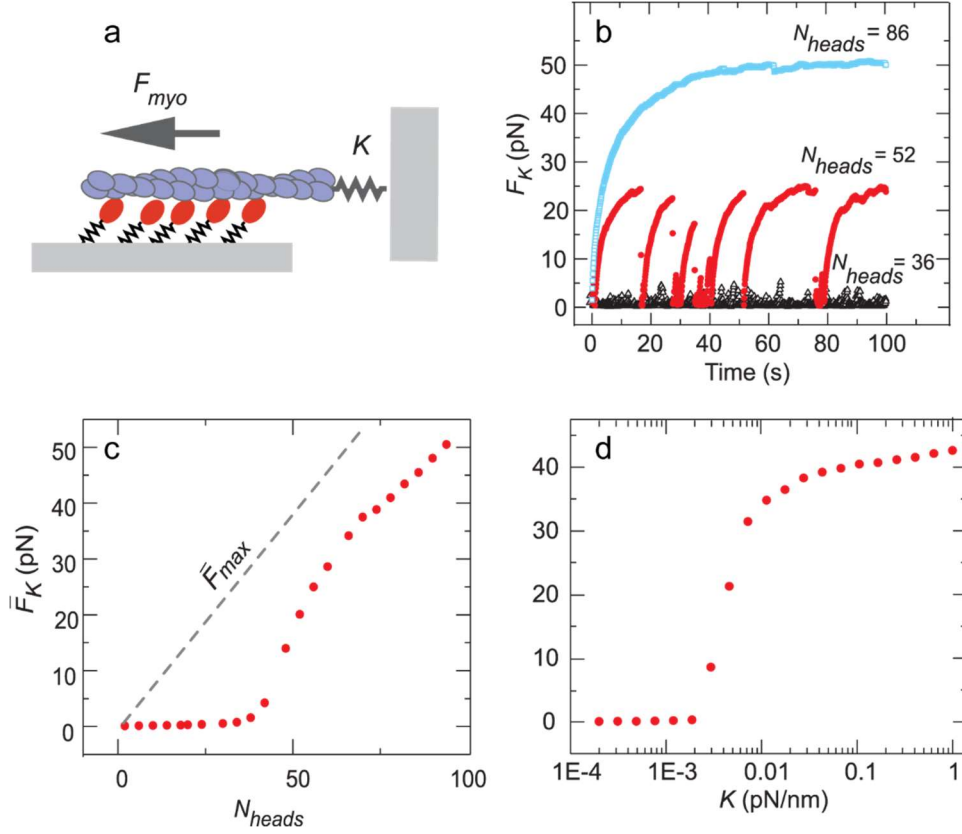 a
F_myo
K
b
N_heads = 86
N_heads = 52
N_heads = 36
F_K (pN)
60
50
40
30
20
10
0
0 20 40 60 80 100
Time (s)
c
F̿_max
F̿_K (pN)
50
40
30
20
10
0
0 50 100
N_heads
d
40
30
20
10
0
1E-4 1E-3 0.01 0.1 1
K (pN/nm)